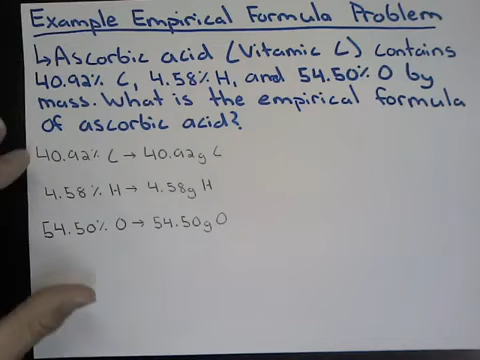 Example Empirical Formula Problem
↳Ascorbic acid (Vitamic C) contains
40.92% C, 4.58% H, and 54.50% O by
mass. What is the empirical formula
of ascorbic acid?
40.92% C → 40.92g C
4.58% H → 4.58g H
54.50% O → 54.50g O